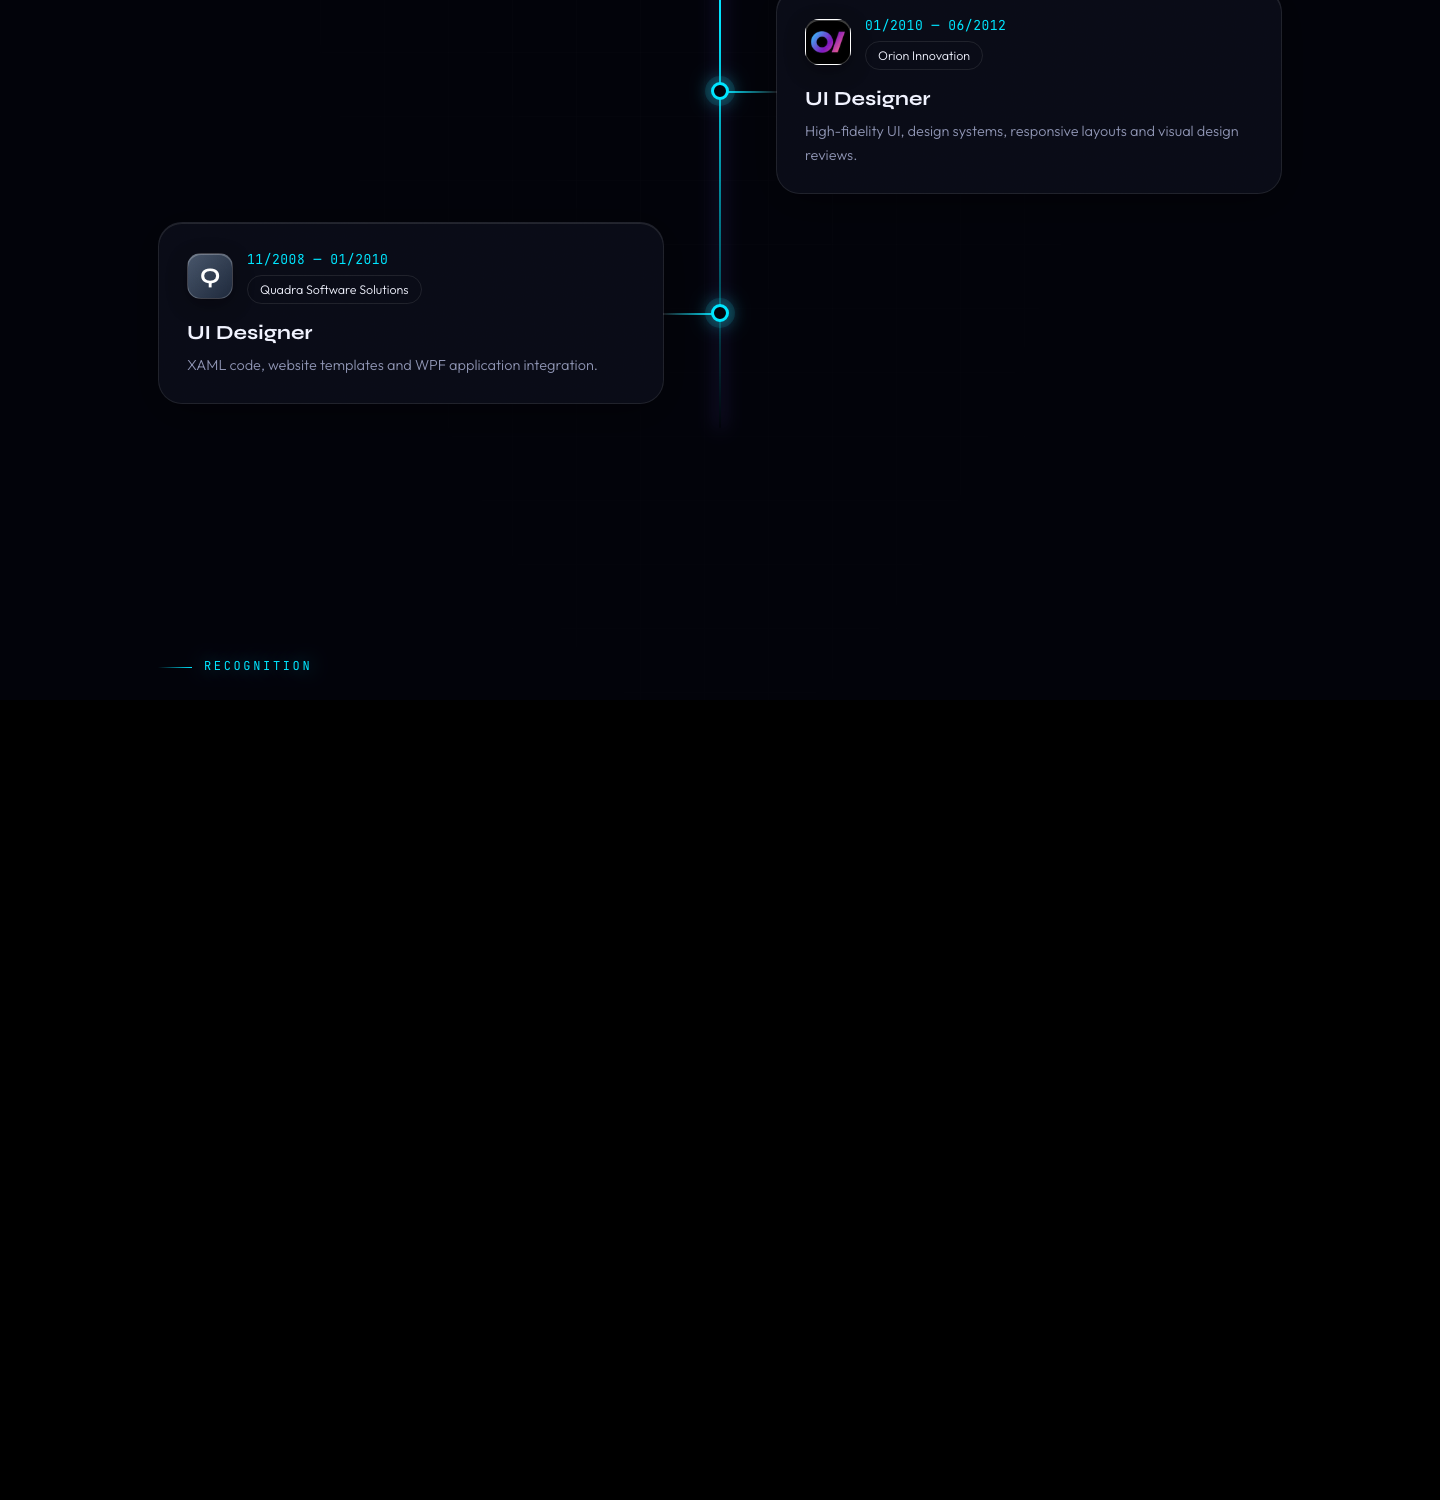 01/2010 — 06/2012
Orion Innovation
UI Designer
High-fidelity UI, design systems, responsive layouts and visual design
reviews.
Q
11/2008 — 01/2010
Quadra Software Solutions
UI Designer
XAML code, website templates and WPF application integration.
RECOGNITION